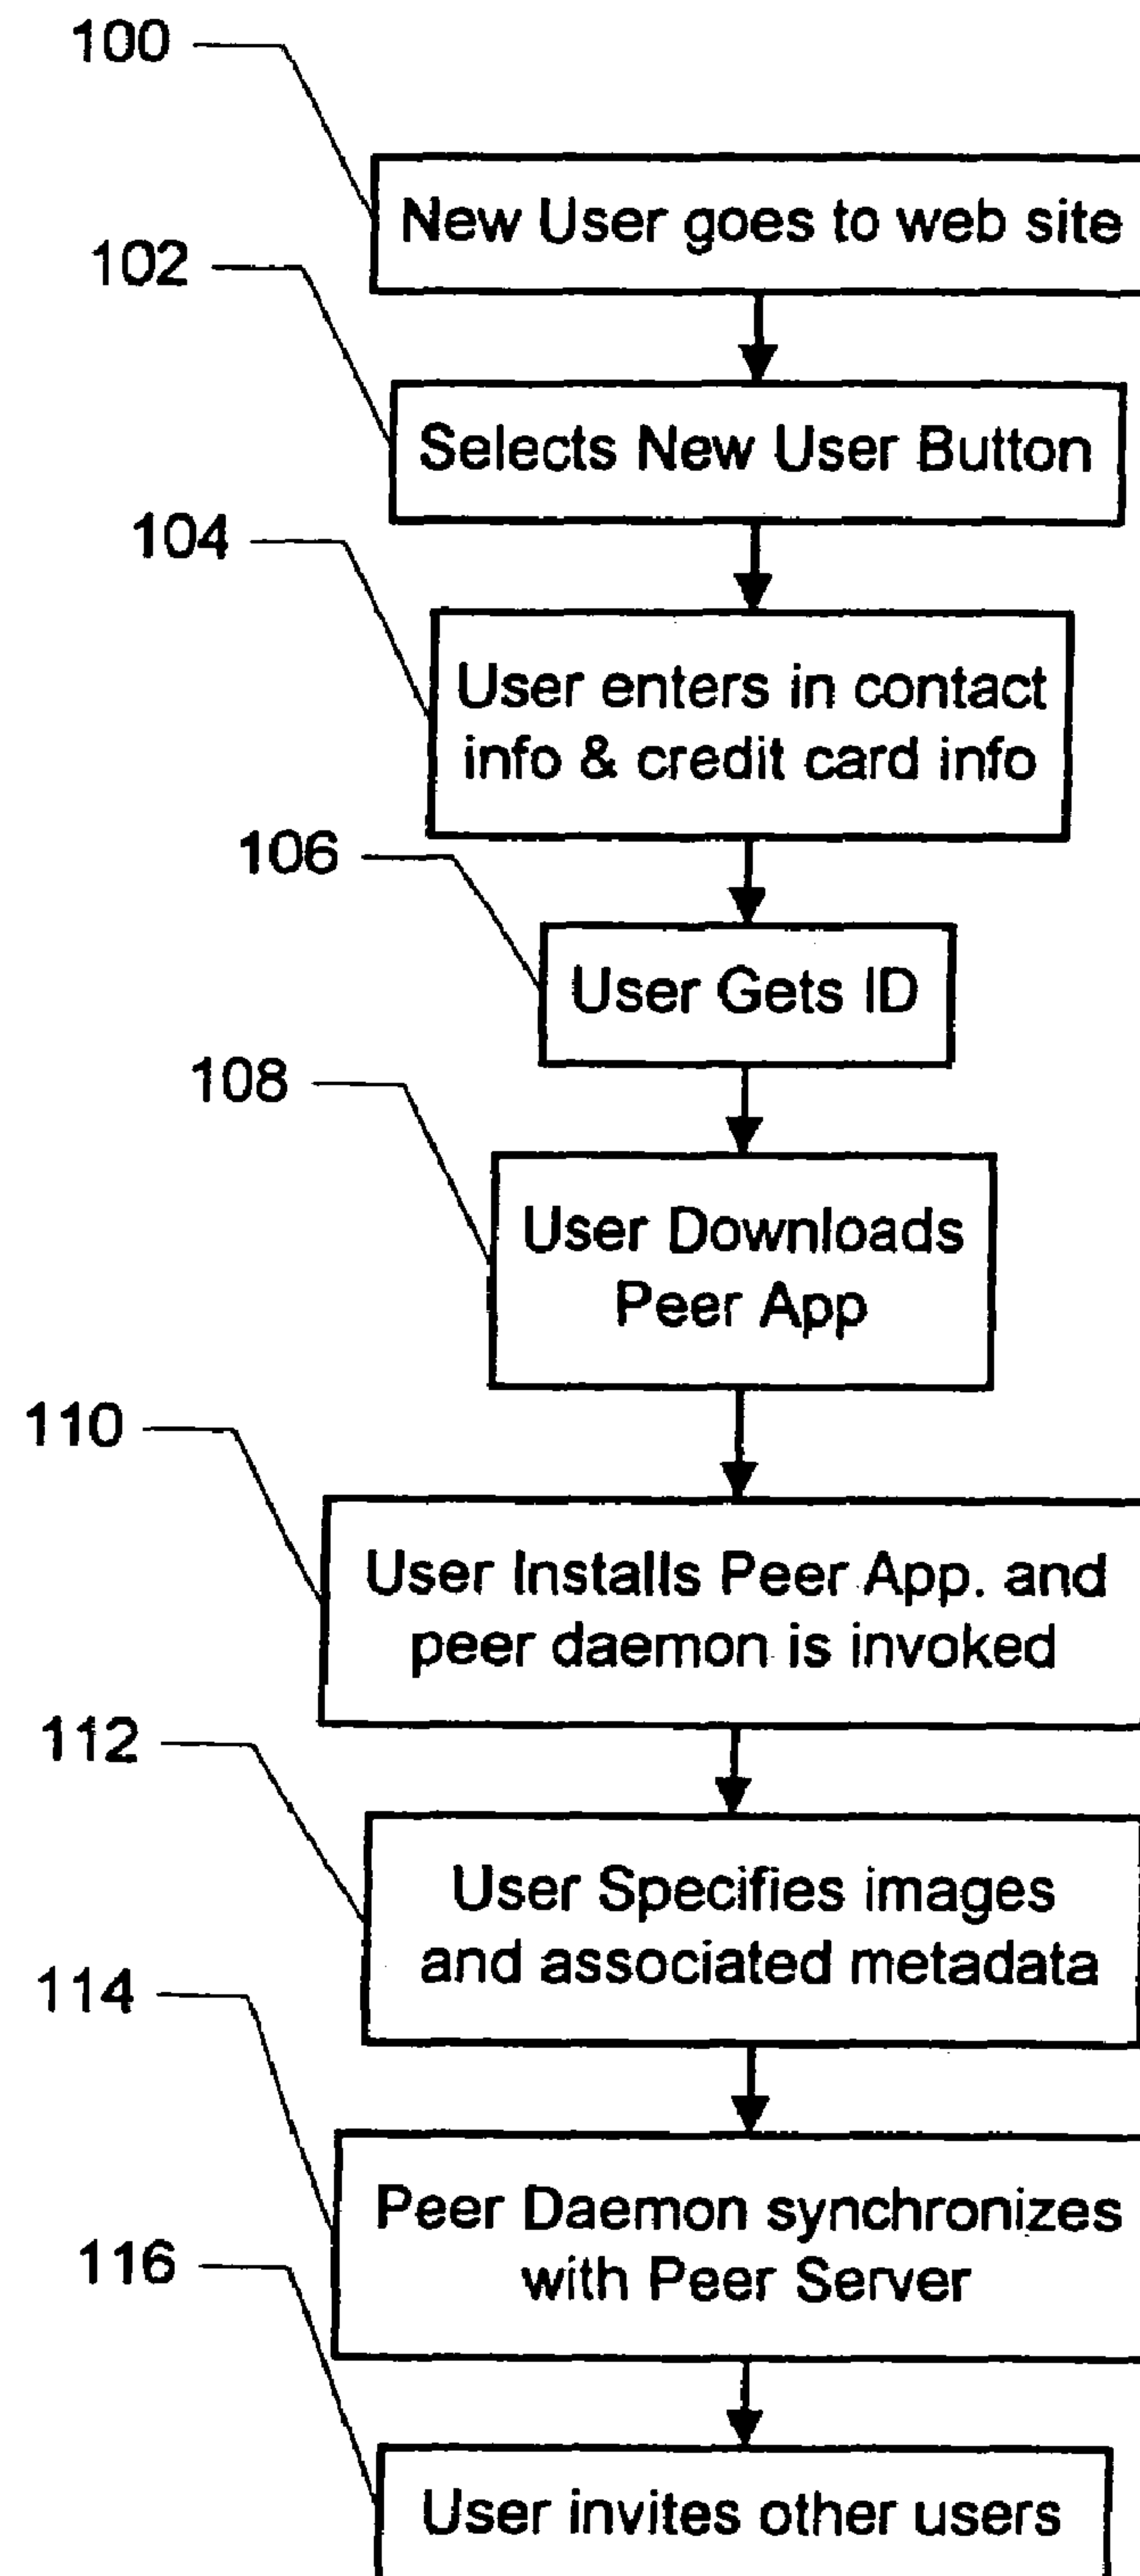 100
New User goes to web site
102
Selects New User Button
104
User enters in contact
info & credit card info
106
User Gets ID
108
User Downloads
Peer App
110
User Installs Peer App. and
peer daemon is invoked
112
User Specifies images
and associated metadata
114
Peer Daemon synchronizes
with Peer Server
116
User invites other users